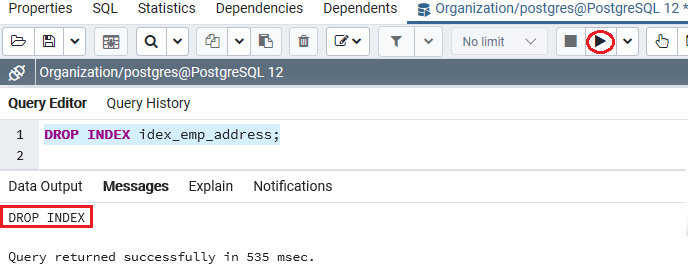 Properties SQL Statistics Dependencies Dependents Organization/postgres@PostgreSQL 12 *
No limit
Organization/postgres@PostgreSQL 12
Query Editor Query History
1 DROP INDEX idex_emp_address;
2
Data Output Messages Explain Notifications
DROP INDEX
Query returned successfully in 535 msec.